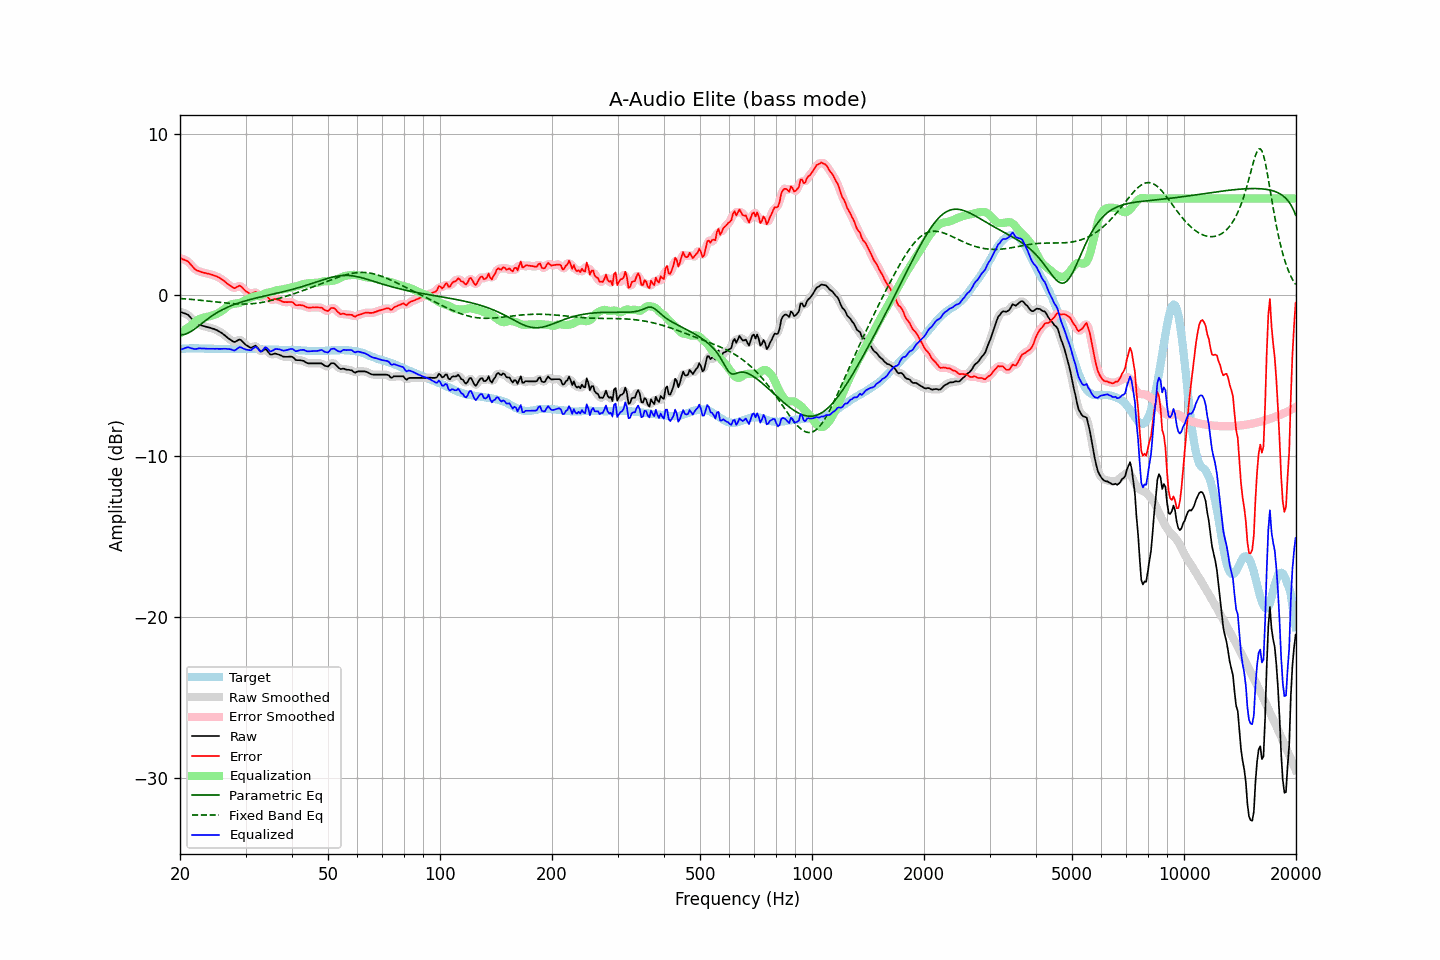 A-Audio Elite (bass mode)
10
0
−10
−20
−30
Amplitude (dBr)
Target
Raw Smoothed
Error Smoothed
Raw
Error
Equalization
Parametric Eq
Fixed Band Eq
Equalized
20 50 100 200 500 1000 2000 5000 10000 20000
Frequency (Hz)